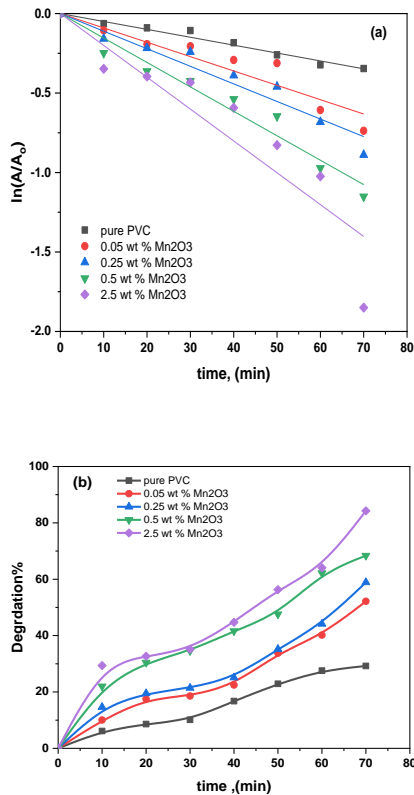 0.0
(a)
-0.5
ln(A/Ao)
-1.0
pure PVC
0.05 wt % Mn2O3
0.25 wt % Mn2O3
0.5 wt % Mn2O3
2.5 wt % Mn2O3
-1.5
-2.0
0 10 20 30 40 50 60 70 80
time, (min)
100
(b)
pure PVC
0.05 wt % Mn2O3
0.25 wt % Mn2O3
0.5 wt % Mn2O3
2.5 wt % Mn2O3
80
60
Degrdation%
40
20
0
0 10 20 30 40 50 60 70 80
time ,(min)